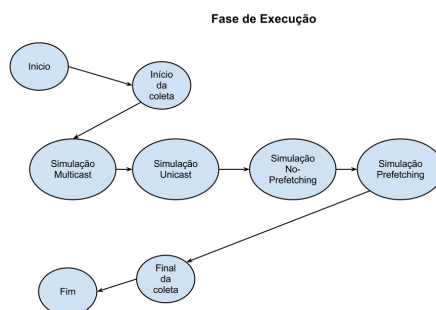 Fase de Execução
Inicio
Início
da
coleta
Simulação
Multicast
Simulação
Unicast
Simulação
No-
Prefetching
Simulação
Prefetching
Final
da
coleta
Fim